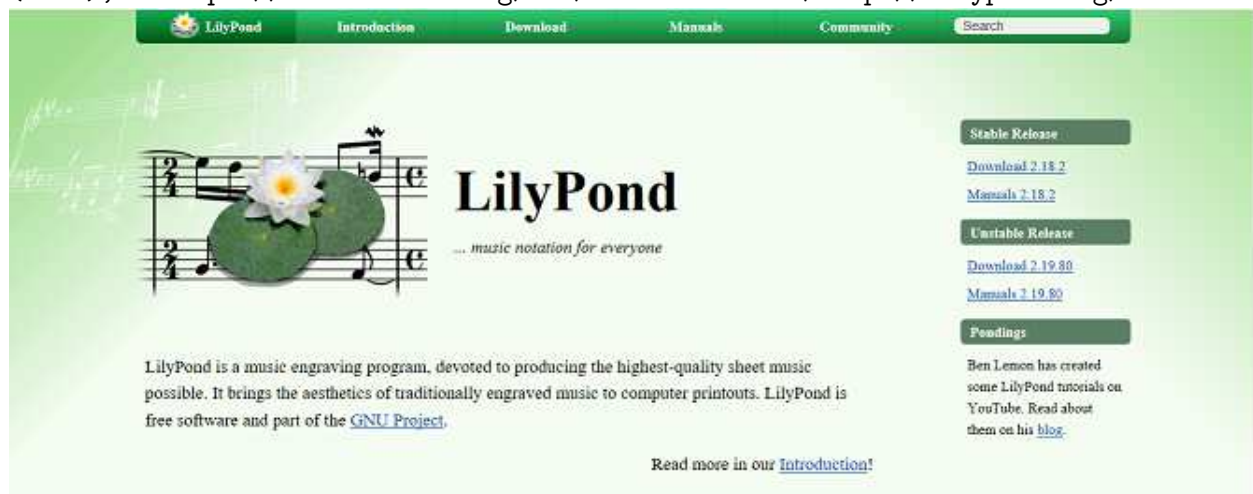 LilyPond Introduction Download Manuals Community Search
LilyPond
... music notation for everyone
LilyPond is a music engraving program, devoted to producing the highest-quality sheet music
possible. It brings the aesthetics of traditionally engraved music to computer printouts. LilyPond is
free software and part of the GNU Project.
Read more in our Introduction!
Stable Release
Download 2.18.2
Manuals 2.18.2
Unstable Release
Download 2.19.80
Manuals 2.19.80
Pondings
Ben Lemon has created
some LilyPond tutorials on
YouTube. Read about
them on his blog.